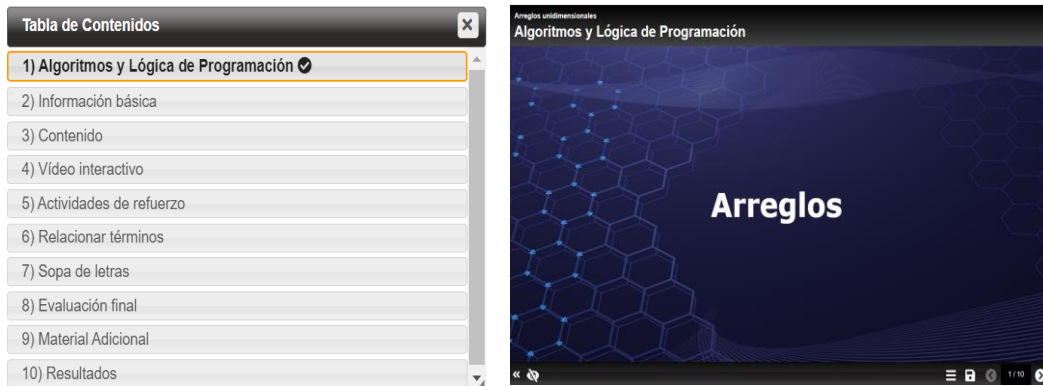 Tabla de Contenidos
1) Algoritmos y Lógica de Programación
2) Información básica
3) Contenido
4) Vídeo interactivo
5) Actividades de refuerzo
6) Relacionar términos
7) Sopa de letras
8) Evaluación final
9) Material Adicional
10) Resultados
Arreglos unidimensionales
Algoritmos y Lógica de Programación
Arreglos
1/10